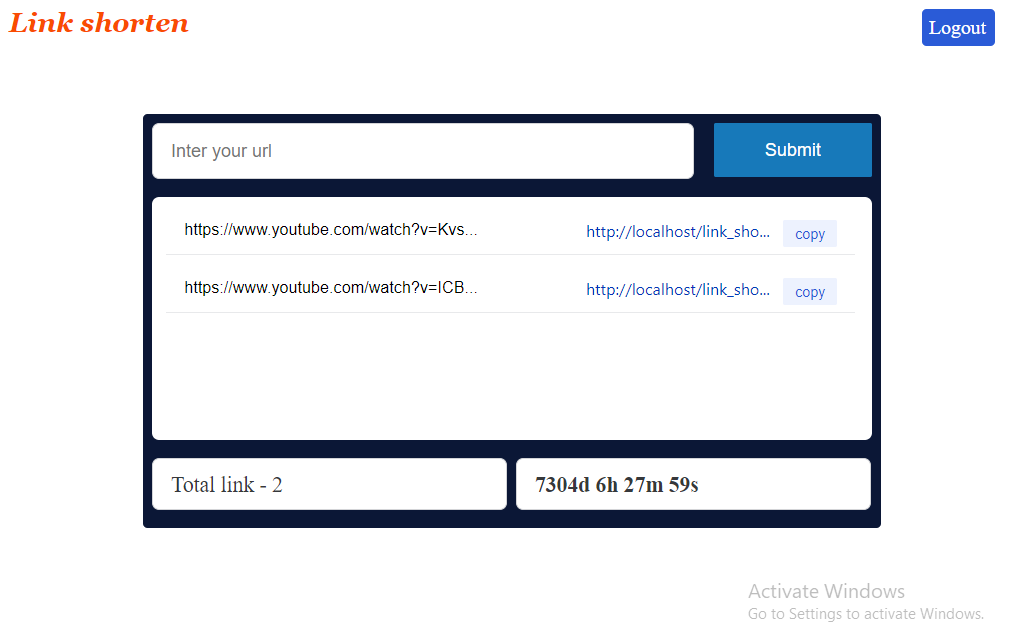 Link shorten
Logout
Inter your url
Submit
https://www.youtube.com/watch?v=Kvs...
http://localhost/link_sho...
copy
https://www.youtube.com/watch?v=ICB...
http://localhost/link_sho...
copy
Total link - 2
7304d 6h 27m 59s
Activate Windows
Go to Settings to activate Windows.